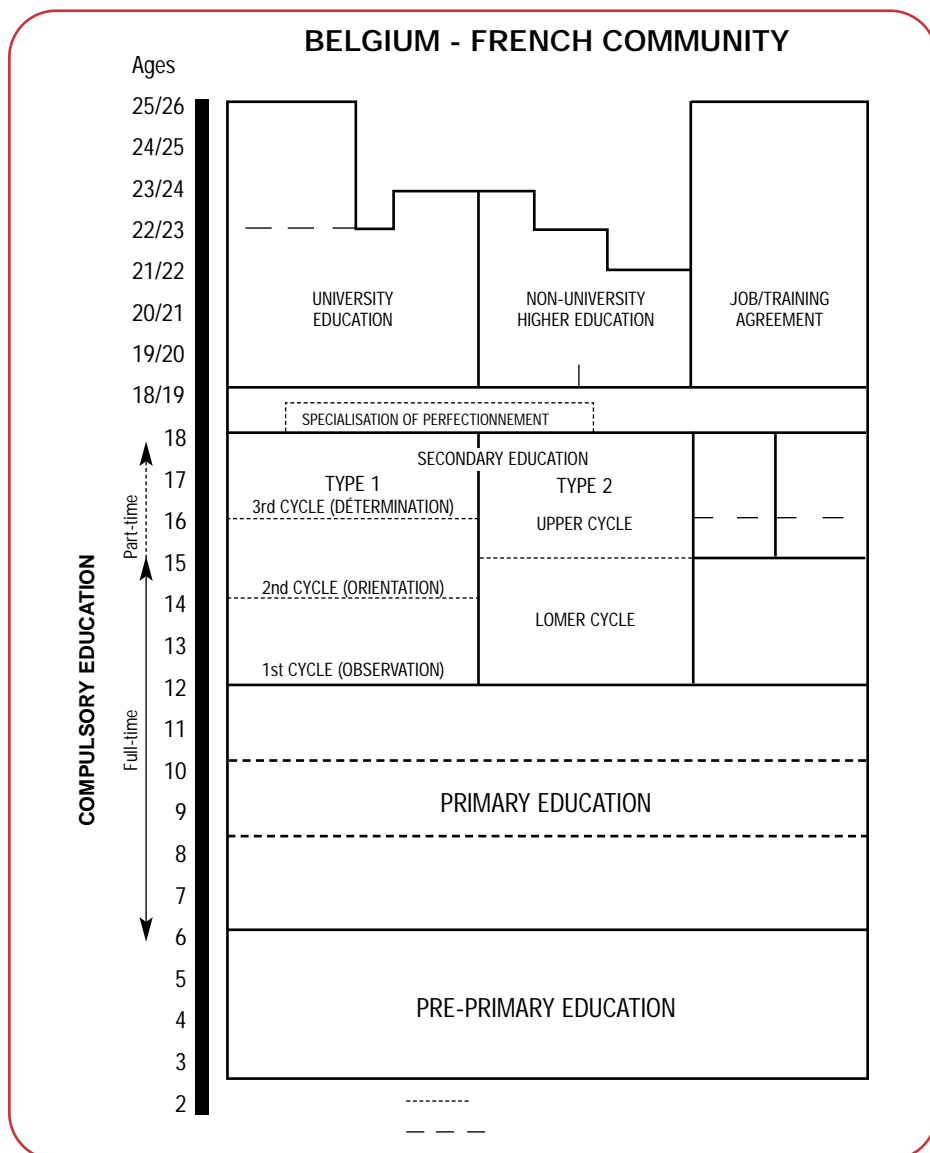 BELGIUM - FRENCH COMMUNITY
Ages
25/26
24/25
23/24
22/23
21/22
20/21
19/20
18/19
18
17
16
15
14
13
12
11
10
9
8
7
6
5
4
3
2
COMPULSORY EDUCATION
Part-time
Full-time
UNIVERSITY
EDUCATION
NON-UNIVERSITY
HIGHER EDUCATION
JOB/TRAINING
AGREEMENT
SPECIALISATION OF PERFECTIONNEMENT
SECONDARY EDUCATION
TYPE 1
3rd CYCLE (DÉTERMINATION)
2nd CYCLE (ORIENTATION)
1st CYCLE (OBSERVATION)
TYPE 2
UPPER CYCLE
LOMER CYCLE
PRIMARY EDUCATION
PRE-PRIMARY EDUCATION